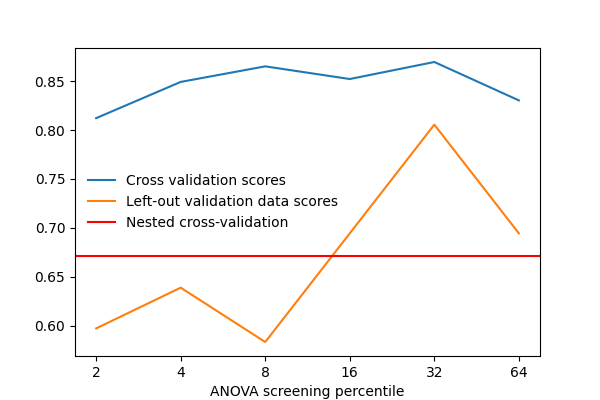 0.85
0.80
0.75
0.70
0.65
0.60
Cross validation scores
Left-out validation data scores
Nested cross-validation
2 4 8 16 32 64
ANOVA screening percentile